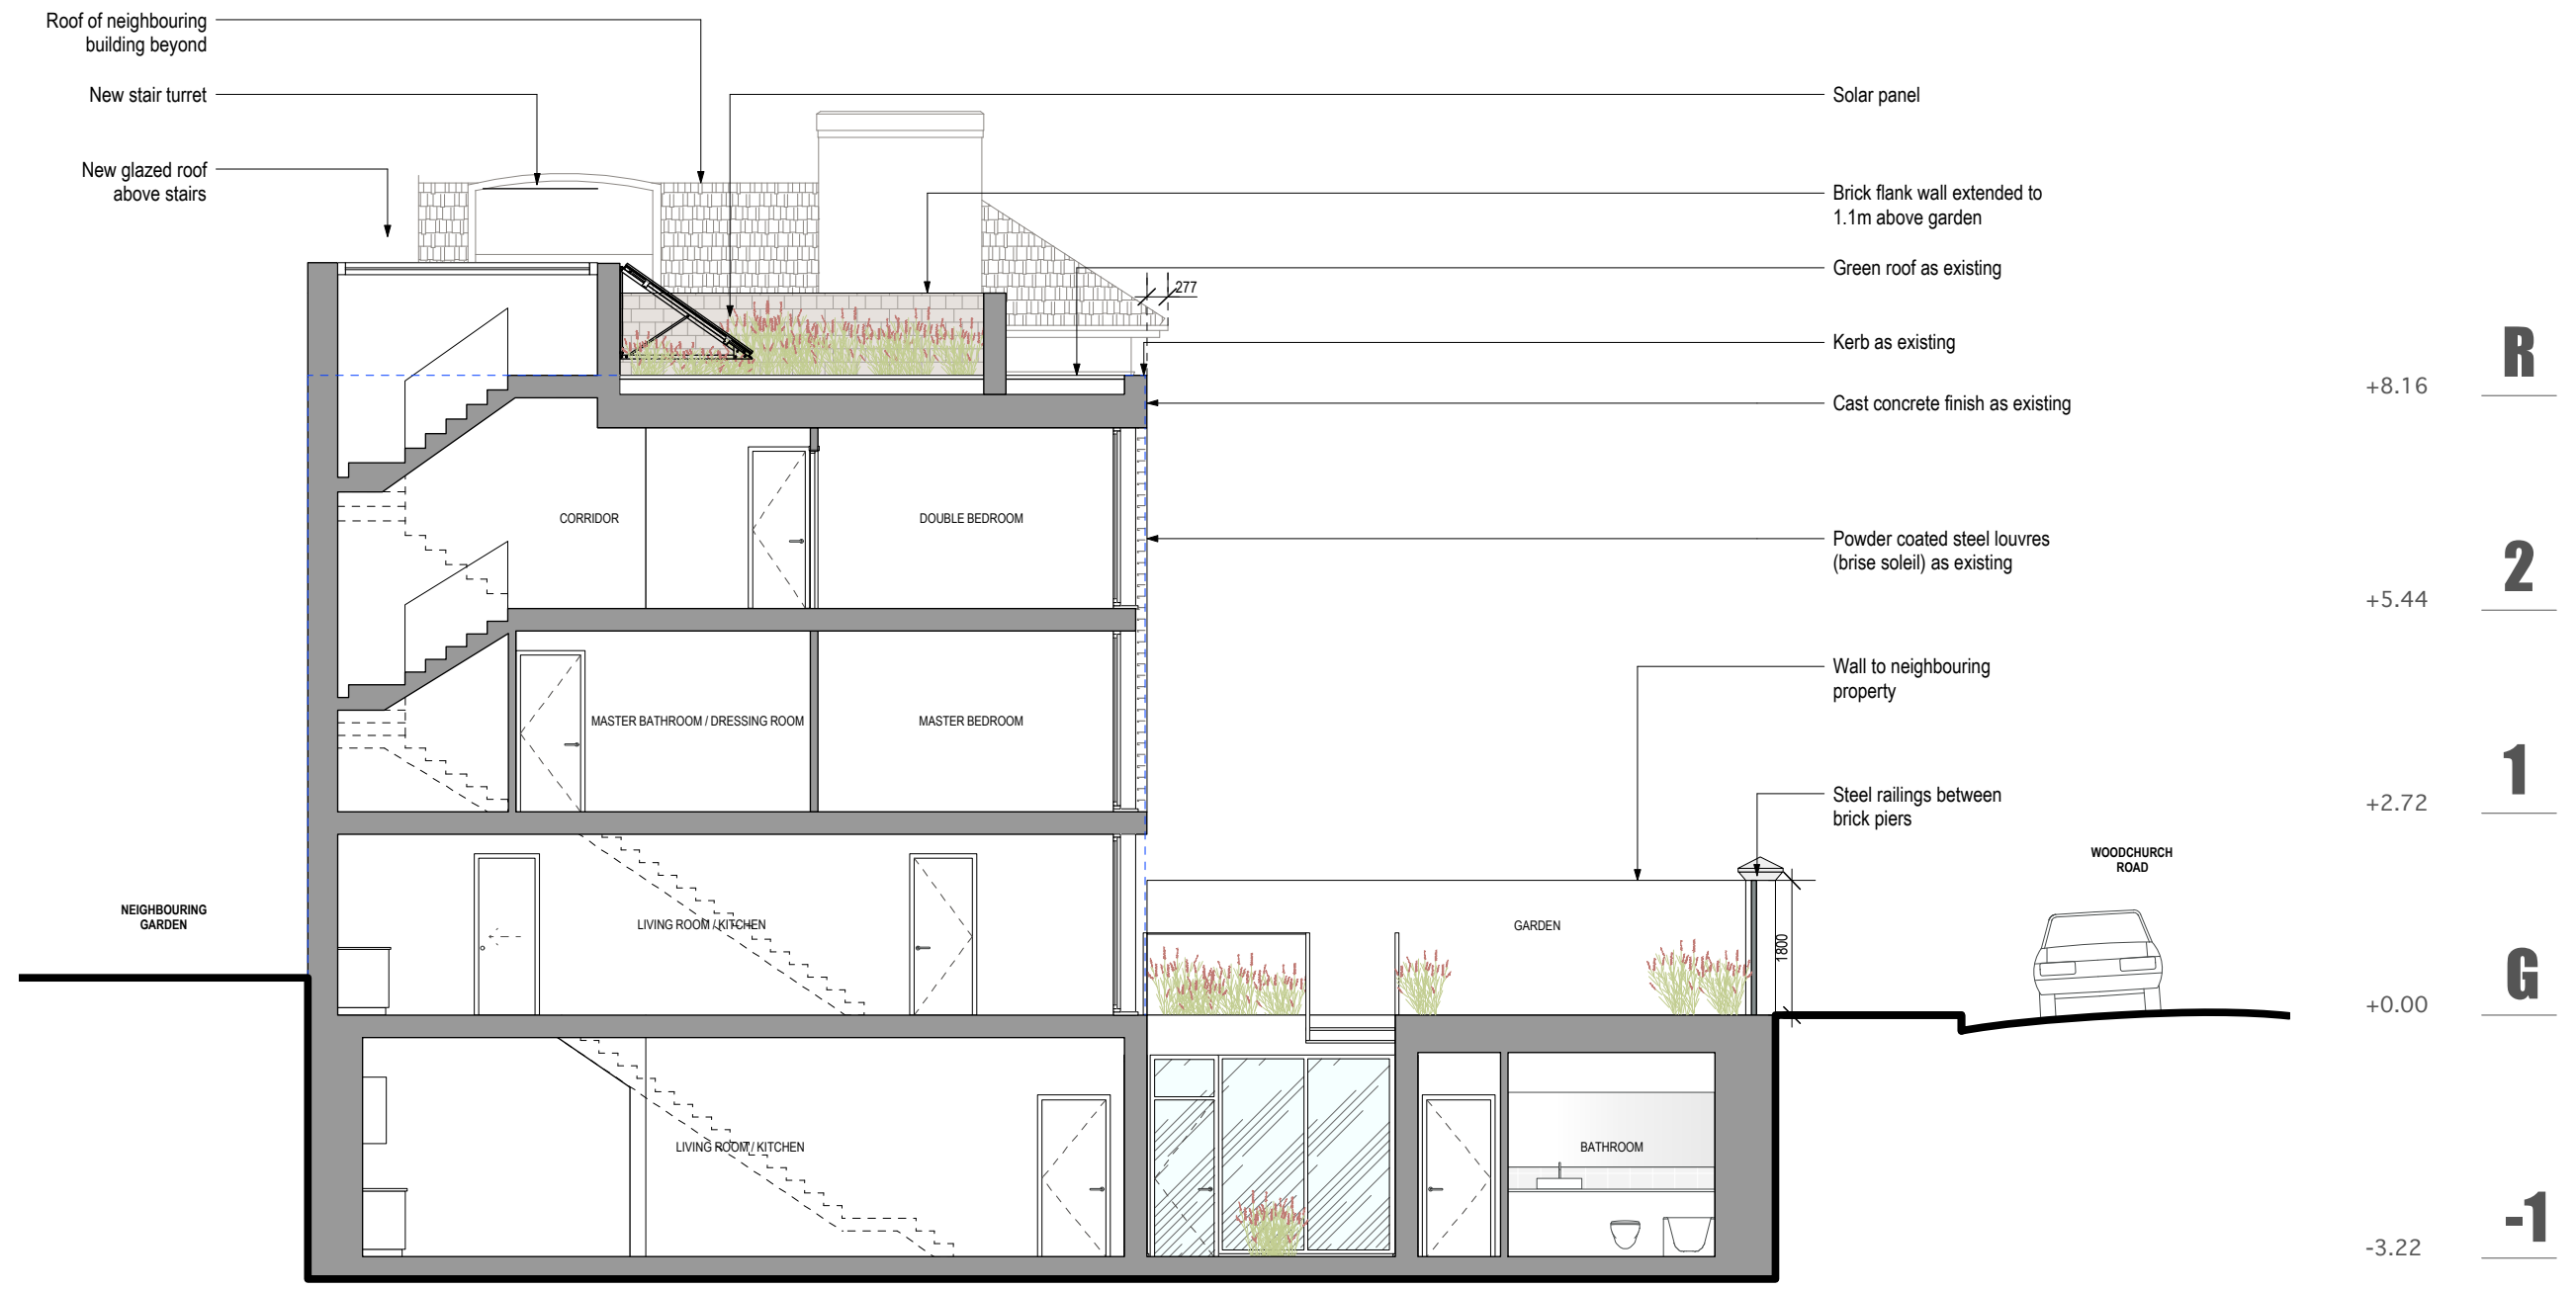 Roof of neighbouring
building beyond
New stair turret
New glazed roof
above stairs
Solar panel
Brick flank wall extended to
1.1m above garden
Green roof as existing
277
Kerb as existing
R
+8.16
Cast concrete finish as existing
CORRIDOR
DOUBLE BEDROOM
Powder coated steel louvres
(brise soleil) as existing
2
+5.44
Wall to neighbouring
property
MASTER BATHROOM / DRESSING ROOM
MASTER BEDROOM
1
+2.72
Steel railings between
brick piers
WOODCHURCH
ROAD
NEIGHBOURING
GARDEN
LIVING ROOM / KITCHEN
GARDEN
1800
G
+0.00
LIVING ROOM / KITCHEN
BATHROOM
-1
-3.22